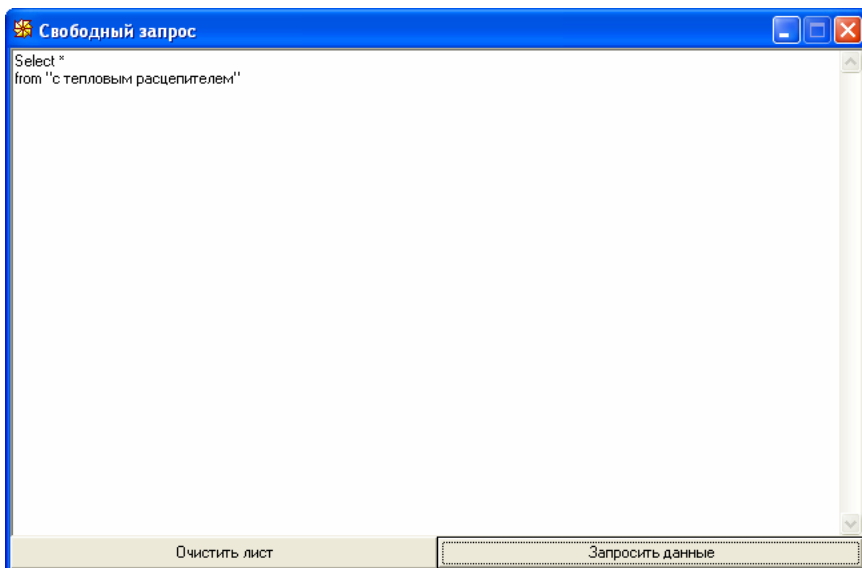 Свободный запрос
Select *
from "с тепловым расцепителем"
Очистить лист
Запросить данные